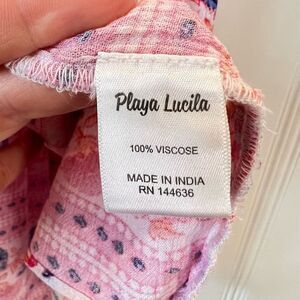 Playa Lucila
100% VISCOSE
MADE IN INDIA
RN 144636